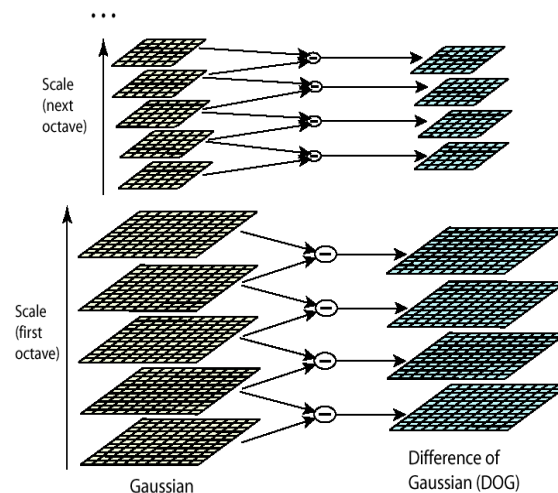 ...
Scale
(next
octave)
Scale
(first
octave)
Gaussian
Difference of
Gaussian (DOG)